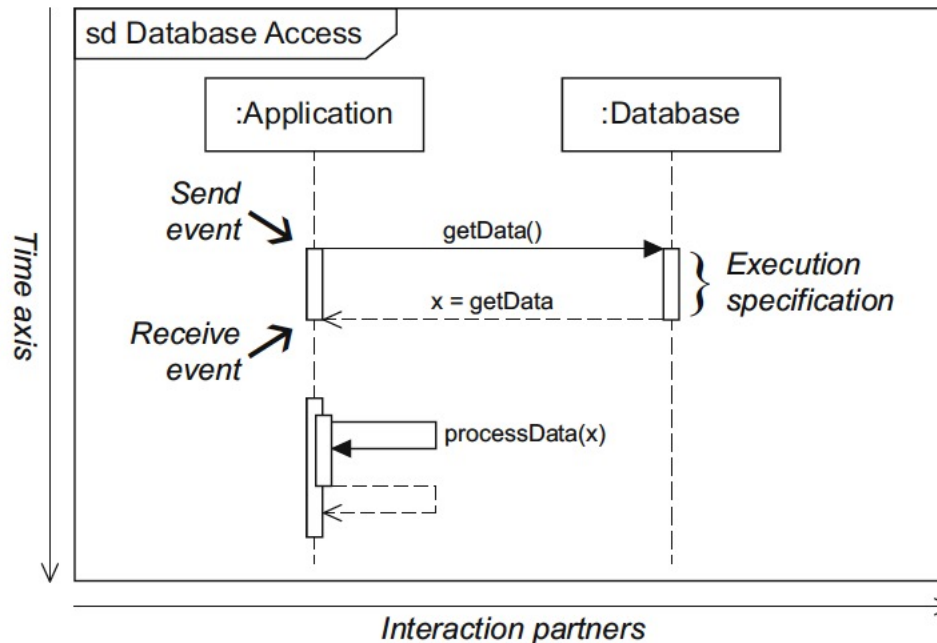 sd Database Access
:Application
:Database
Send
event
getData()
Execution
specification
x = getData
Receive
event
processData(x)
Time axis
Interaction partners